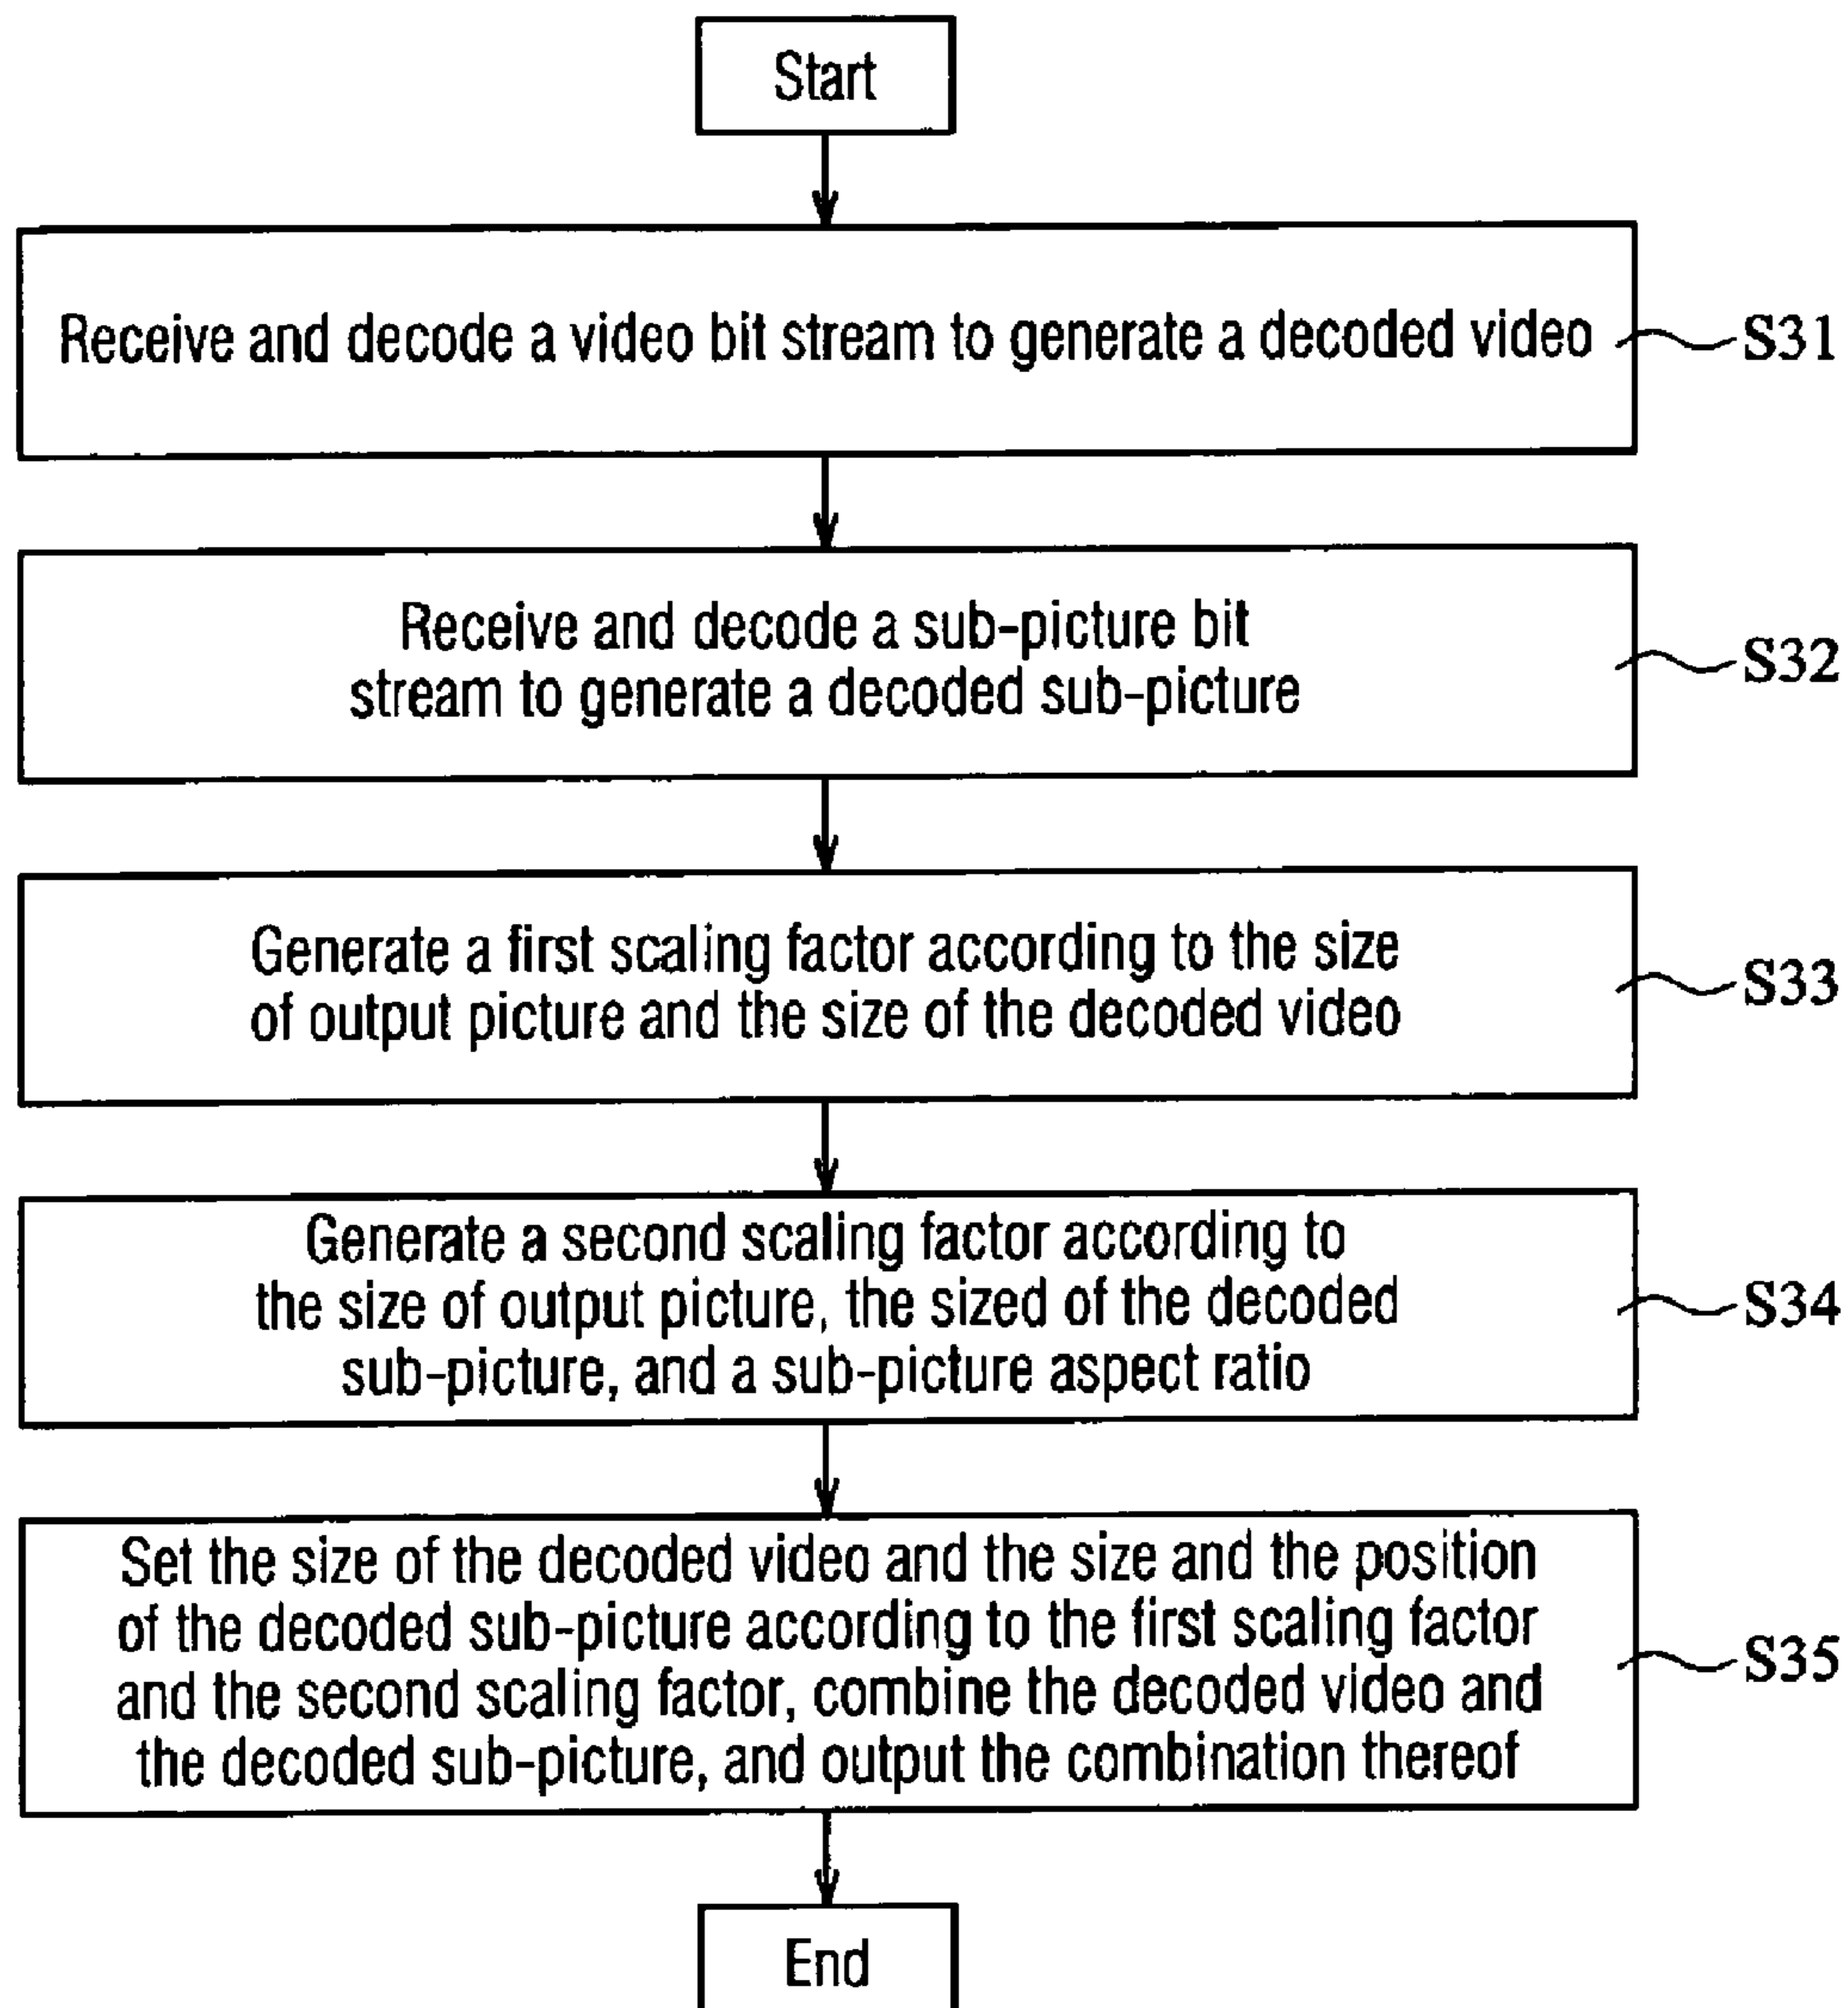 Start
Receive and decode a video bit stream to generate a decoded video
S31
Receive and decode a sub-picture bit
stream to generate a decoded sub-picture
S32
Generate a first scaling factor according to the size
of output picture and the size of the decoded video
S33
Generate a second scaling factor according to
the size of output picture, the sized of the decoded
sub-picture, and a sub-picture aspect ratio
S34
Set the size of the decoded video and the size and the position
of the decoded sub-picture according to the first scaling factor
and the second scaling factor, combine the decoded video and
the decoded sub-picture, and output the combination thereof
S35
End